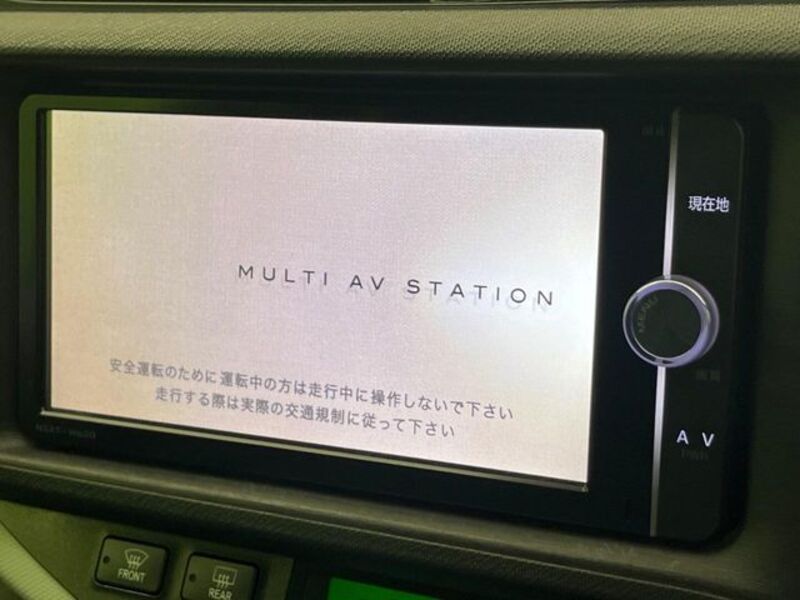 現在地
MULTI AV STATION
安全運転のために運転中の方は走行中に操作しないで下さい
走行する際は実際の交通規制に従って下さい
MENU
AV
PWR
FRONT
REAR